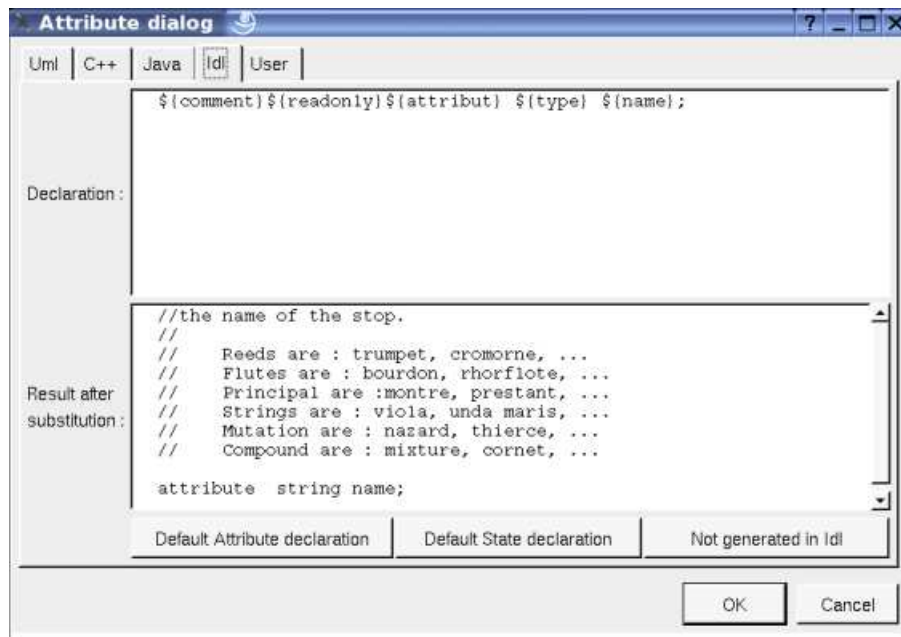 Attribute dialog
Uml C++ Java Idl User
${comment}${readonly}${attribut} ${type} ${name};
Declaration :
//the name of the stop.
//
// Reeds are : trumpet, cromorne, ...
// Flutes are : bourdon, rhorflote, ...
// Principal are :montre, prestant, ...
// Strings are : viola, unda maris, ...
// Mutation are : nazard, thierce, ...
// Compound are : mixture, cornet, ...
Result after
substitution :
attribute string name;
Default Attribute declaration Default State declaration Not generated in Idl
OK Cancel